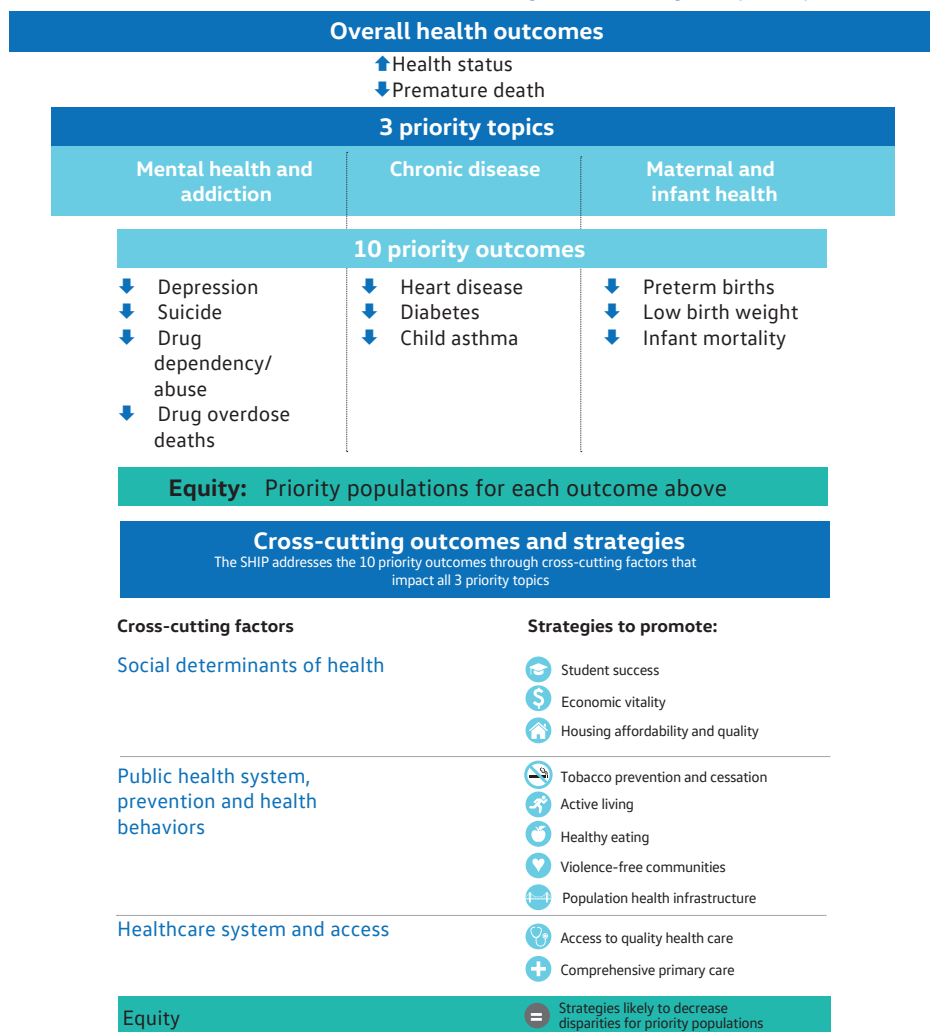 Overall health outcomes
Health status
Premature death
3 priority topics
Mental health and
addiction
Chronic disease
Maternal and
infant health
10 priority outcomes
Depression
Suicide
Drug
dependency/
abuse
Drug overdose
deaths
Heart disease
Diabetes
Child asthma
Preterm births
Low birth weight
Infant mortality
Equity: Priority populations for each outcome above
Cross-cutting outcomes and strategies
The SHIP addresses the 10 priority outcomes through cross-cutting factors that
impact all 3 priority topics
Cross-cutting factors
Strategies to promote:
Social determinants of health
Student success
$ Economic vitality
Housing affordability and quality
Public health system,
prevention and health
behaviors
Tobacco prevention and cessation
Active living
Healthy eating
Violence-free communities
Population health infrastructure
Healthcare system and access
Access to quality health care
Comprehensive primary care
Equity
Strategies likely to decrease
disparities for priority populations